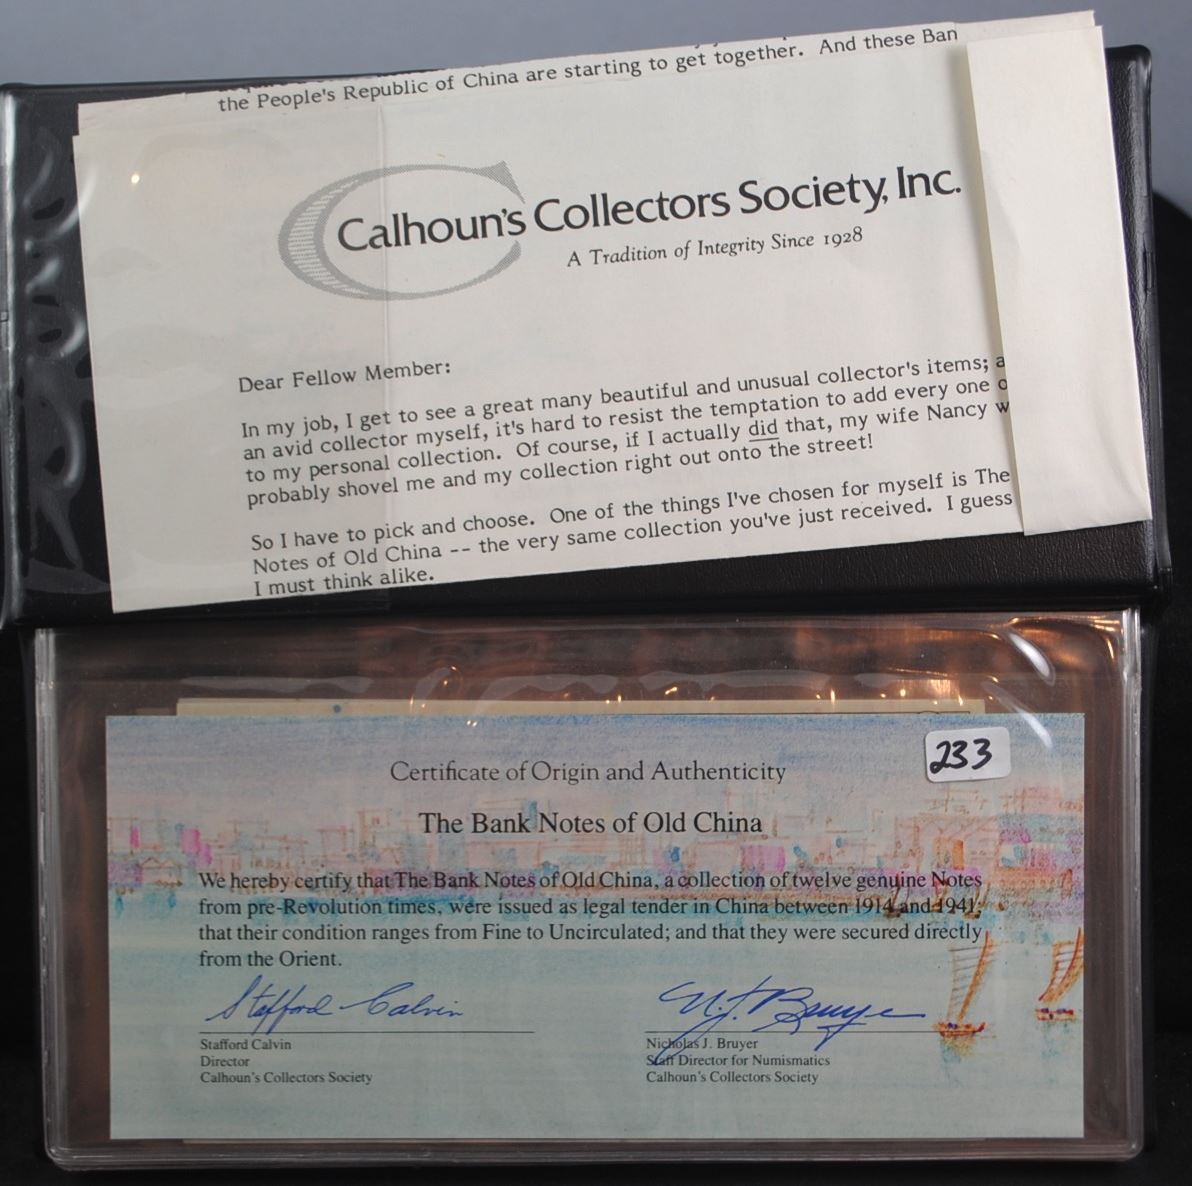 the People's Republic of China are starting to get together. And these Ban
Calhoun's Collectors Society, Inc.
A Tradition of Integrity Since 1928
Dear Fellow Member:
In my job, I get to see a great many beautiful and unusual collector's items; a
an avid collector myself, it's hard to resist the temptation to add every one o
to my personal collection. Of course, if I actually did that, my wife Nancy w
probably shovel me and my collection right out onto the street!
So I have to pick and choose. One of the things I've chosen for myself is The
Notes of Old China -- the very same collection you've just received. I guess
I must think alike.
233
Certificate of Origin and Authenticity
The Bank Notes of Old China
We hereby certify that The Bank Notes of Old China, a collection of twelve genuine Notes
from pre-Revolution times, were issued as legal tender in China between 1914 and 1941;
that their condition ranges from Fine to Uncirculated; and that they were secured directly
from the Orient.
Stafford Calvin
N. J. Bruyer
Stafford Calvin
Director
Calhoun's Collectors Society
Nicholas J. Bruyer
Staff Director for Numismatics
Calhoun's Collectors Society